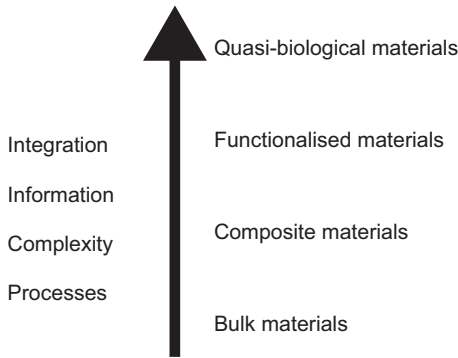 Quasi-biological materials
Functionalised materials
Integration
Information
Composite materials
Complexity
Processes
Bulk materials